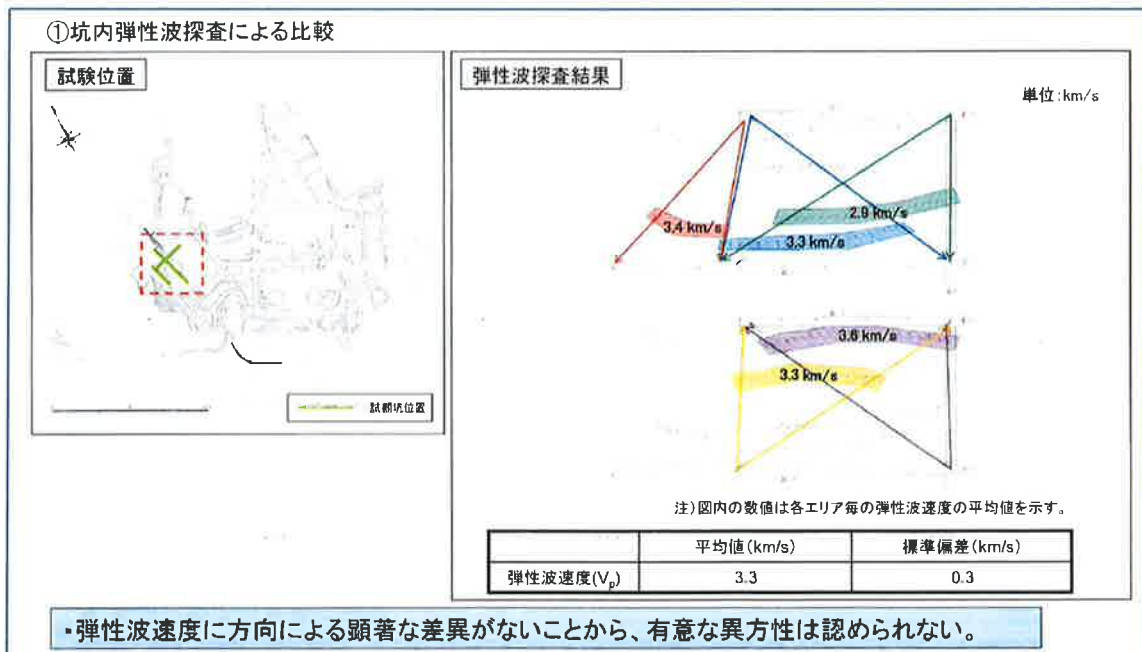 ①坑内弾性波探査による比較
試験位置
試掘坑位置
弾性波探査結果
単位:km/s
3.4 km/s
2.9 km/s
3.3 km/s
3.6 km/s
3.3 km/s
注)図内の数値は各エリア毎の弾性波速度の平均値を示す。
平均値(km/s) 標準偏差(km/s)
弾性波速度(Vp) 3.3 0.3
・弾性波速度に方向による顕著な差異がないことから、有意な異方性は認められない。